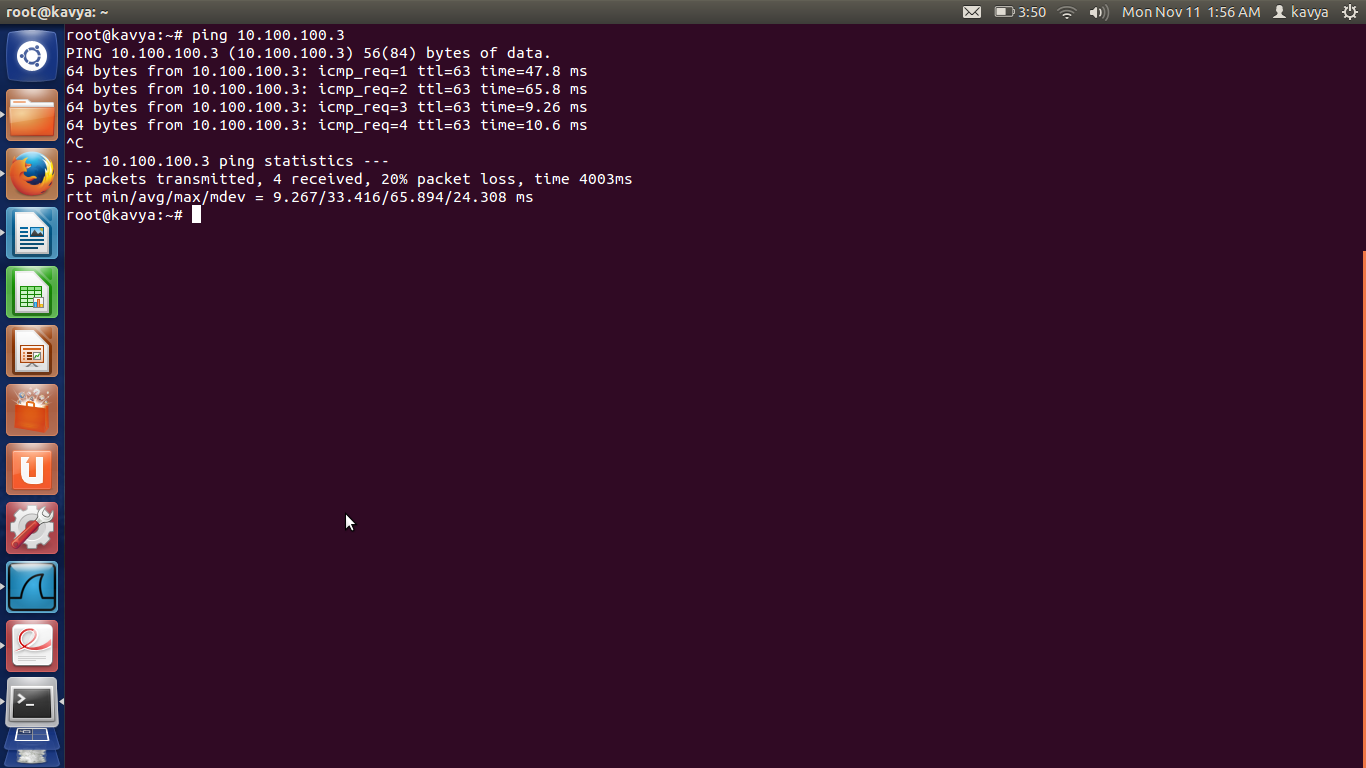 root@kavya: ~
3:50
Mon Nov 11 1:56 AM
kavya
root@kavya:~# ping 10.100.100.3
PING 10.100.100.3 (10.100.100.3) 56(84) bytes of data.
64 bytes from 10.100.100.3: icmp_req=1 ttl=63 time=47.8 ms
64 bytes from 10.100.100.3: icmp_req=2 ttl=63 time=65.8 ms
64 bytes from 10.100.100.3: icmp_req=3 ttl=63 time=9.26 ms
64 bytes from 10.100.100.3: icmp_req=4 ttl=63 time=10.6 ms
^C
--- 10.100.100.3 ping statistics ---
5 packets transmitted, 4 received, 20% packet loss, time 4003ms
rtt min/avg/max/mdev = 9.267/33.416/65.894/24.308 ms
root@kavya:~#